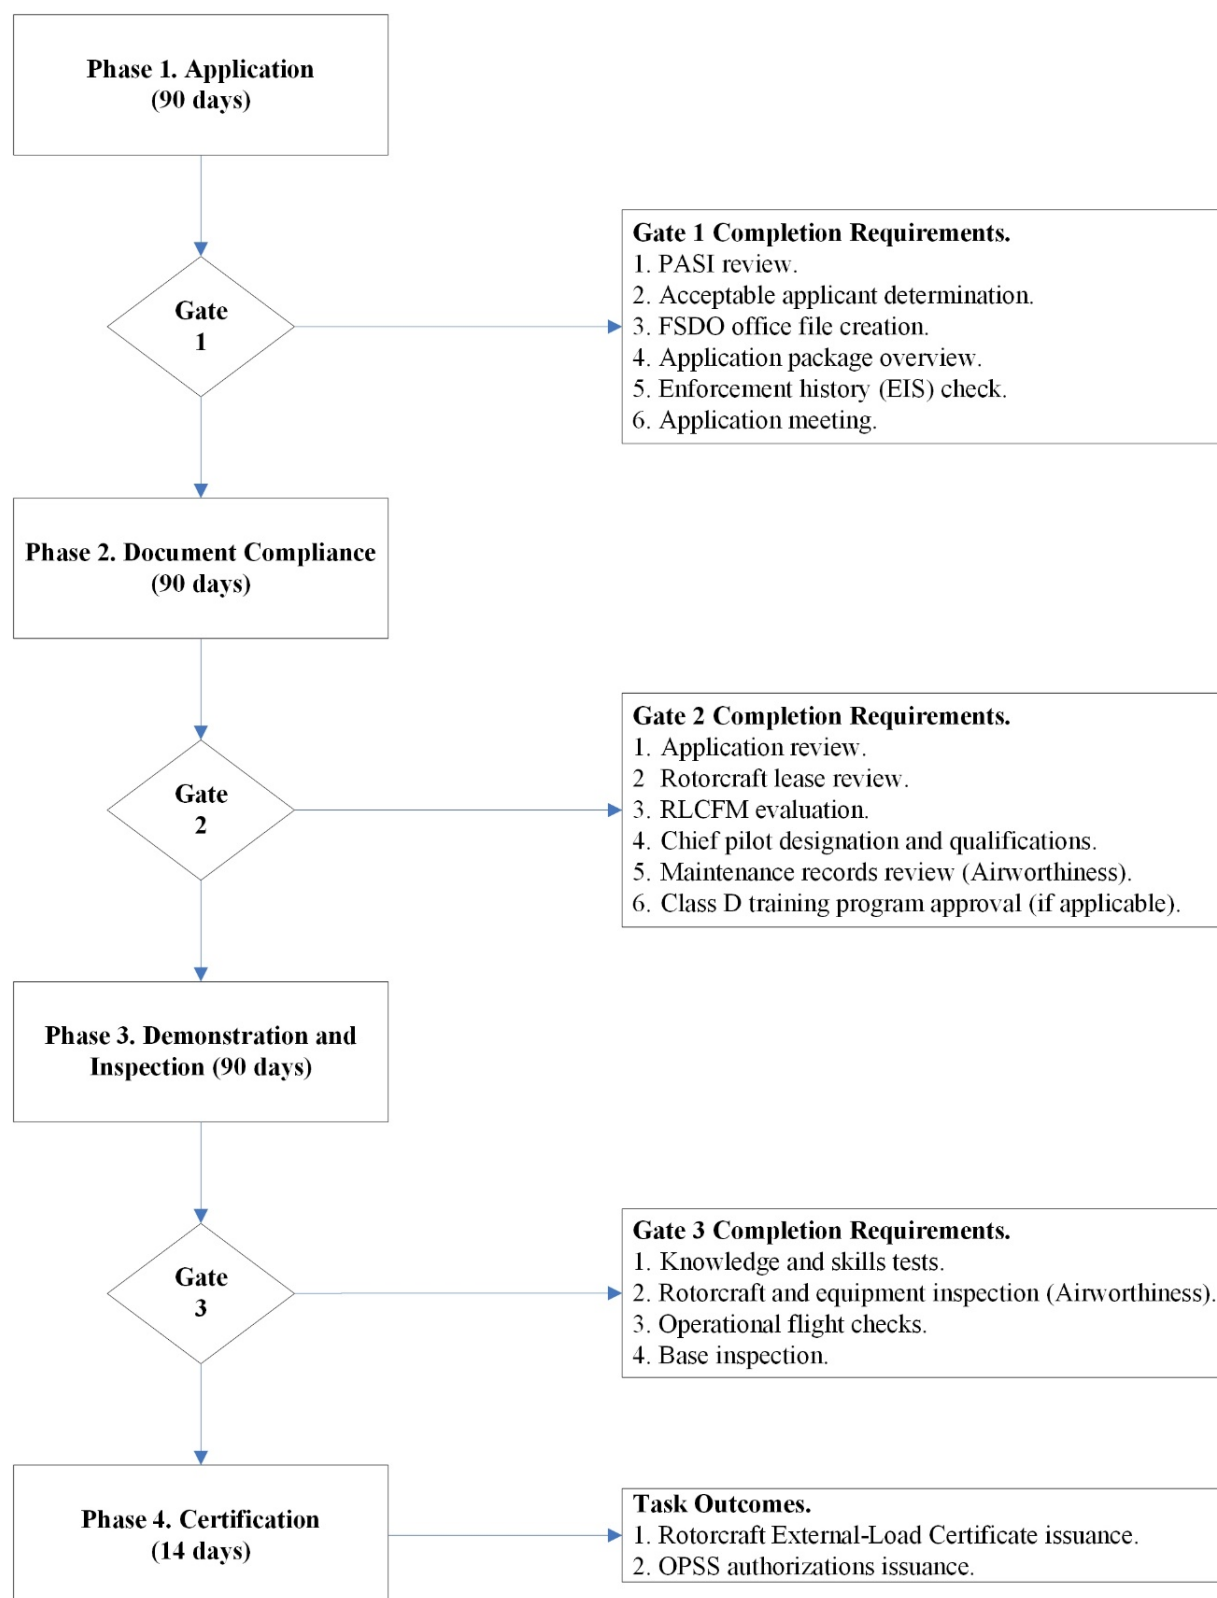 Phase 1. Application
(90 days)
Gate
1
Gate 1 Completion Requirements.
1. PASI review.
2. Acceptable applicant determination.
3. FSDO office file creation.
4. Application package overview.
5. Enforcement history (EIS) check.
6. Application meeting.
Phase 2. Document Compliance
(90 days)
Gate
2
Gate 2 Completion Requirements.
1. Application review.
2 Rotorcraft lease review.
3. RLCFM evaluation.
4. Chief pilot designation and qualifications.
5. Maintenance records review (Airworthiness).
6. Class D training program approval (if applicable).
Phase 3. Demonstration and
Inspection (90 days)
Gate
3
Gate 3 Completion Requirements.
1. Knowledge and skills tests.
2. Rotorcraft and equipment inspection (Airworthiness).
3. Operational flight checks.
4. Base inspection.
Phase 4. Certification
(14 days)
Task Outcomes.
1. Rotorcraft External-Load Certificate issuance.
2. OPSS authorizations issuance.